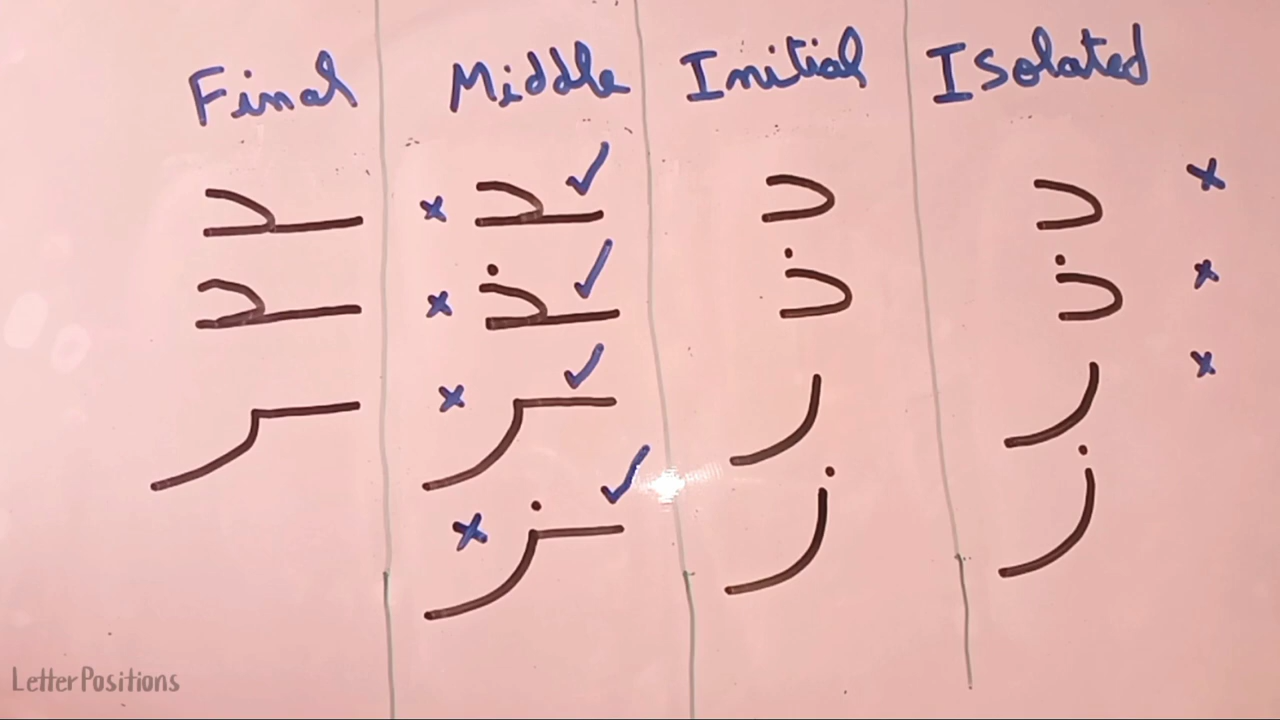 Final Middle Initial Isolated
د د ـد ـد
ذ ذ ـذ ـد
ر ر ـر ـر
ز ز ـز
LetterPositions